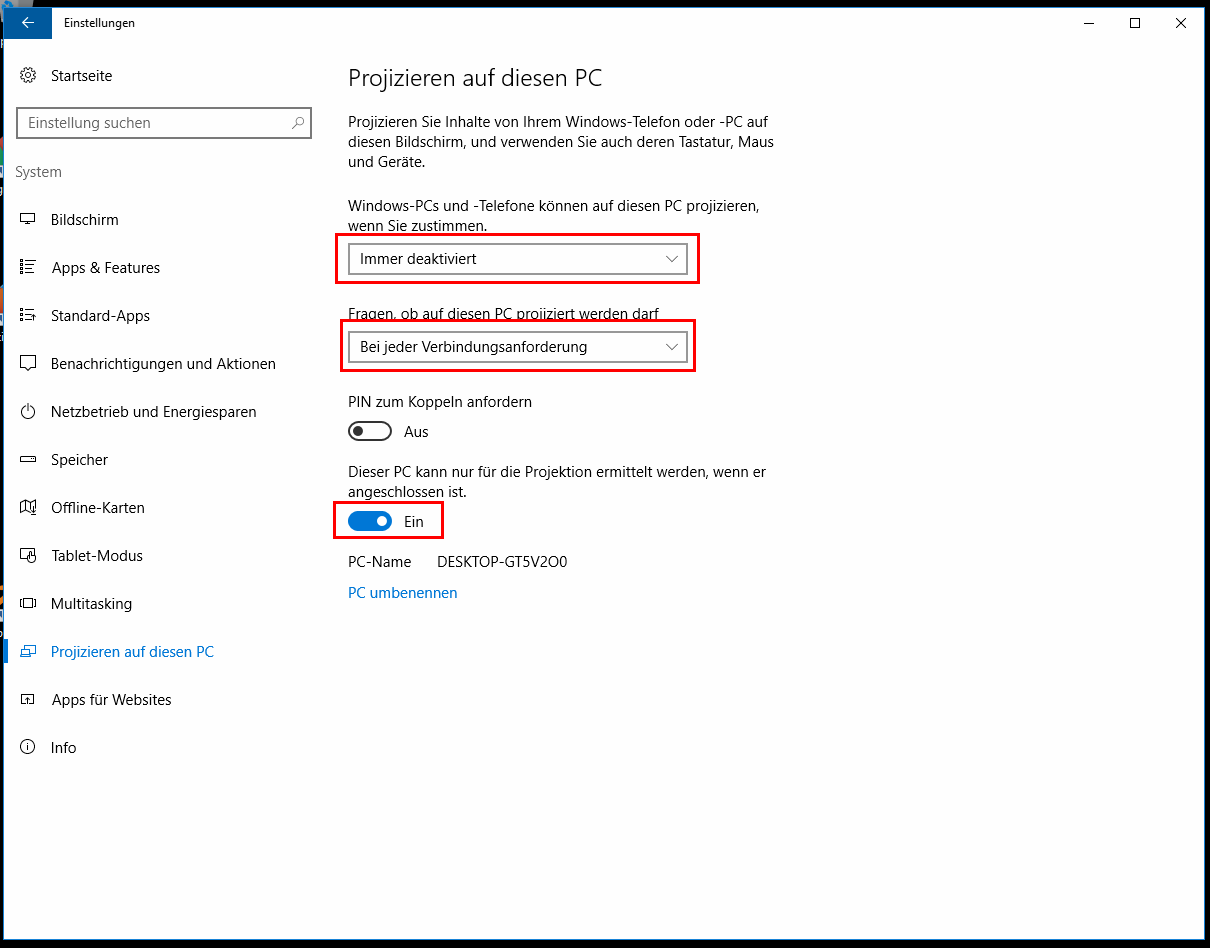 Einstellungen
Startseite
Einstellung suchen
System
Bildschirm
Apps & Features
Standard-Apps
Benachrichtigungen und Aktionen
Netzbetrieb und Energiesparen
Speicher
Offline-Karten
Tablet-Modus
Multitasking
Projizieren auf diesen PC
Apps für Websites
Info
Projizieren auf diesen PC
Projizieren Sie Inhalte von Ihrem Windows-Telefon oder -PC auf
diesen Bildschirm, und verwenden Sie auch deren Tastatur, Maus
und Geräte.
Windows-PCs und -Telefone können auf diesen PC projizieren,
wenn Sie zustimmen.
Immer deaktiviert
Fragen, ob auf diesen PC projiziert werden darf
Bei jeder Verbindungsanforderung
PIN zum Koppeln anfordern
Aus
Dieser PC kann nur für die Projektion ermittelt werden, wenn er
angeschlossen ist.
Ein
PC-Name DESKTOP-GT5V2O0
PC umbenennen